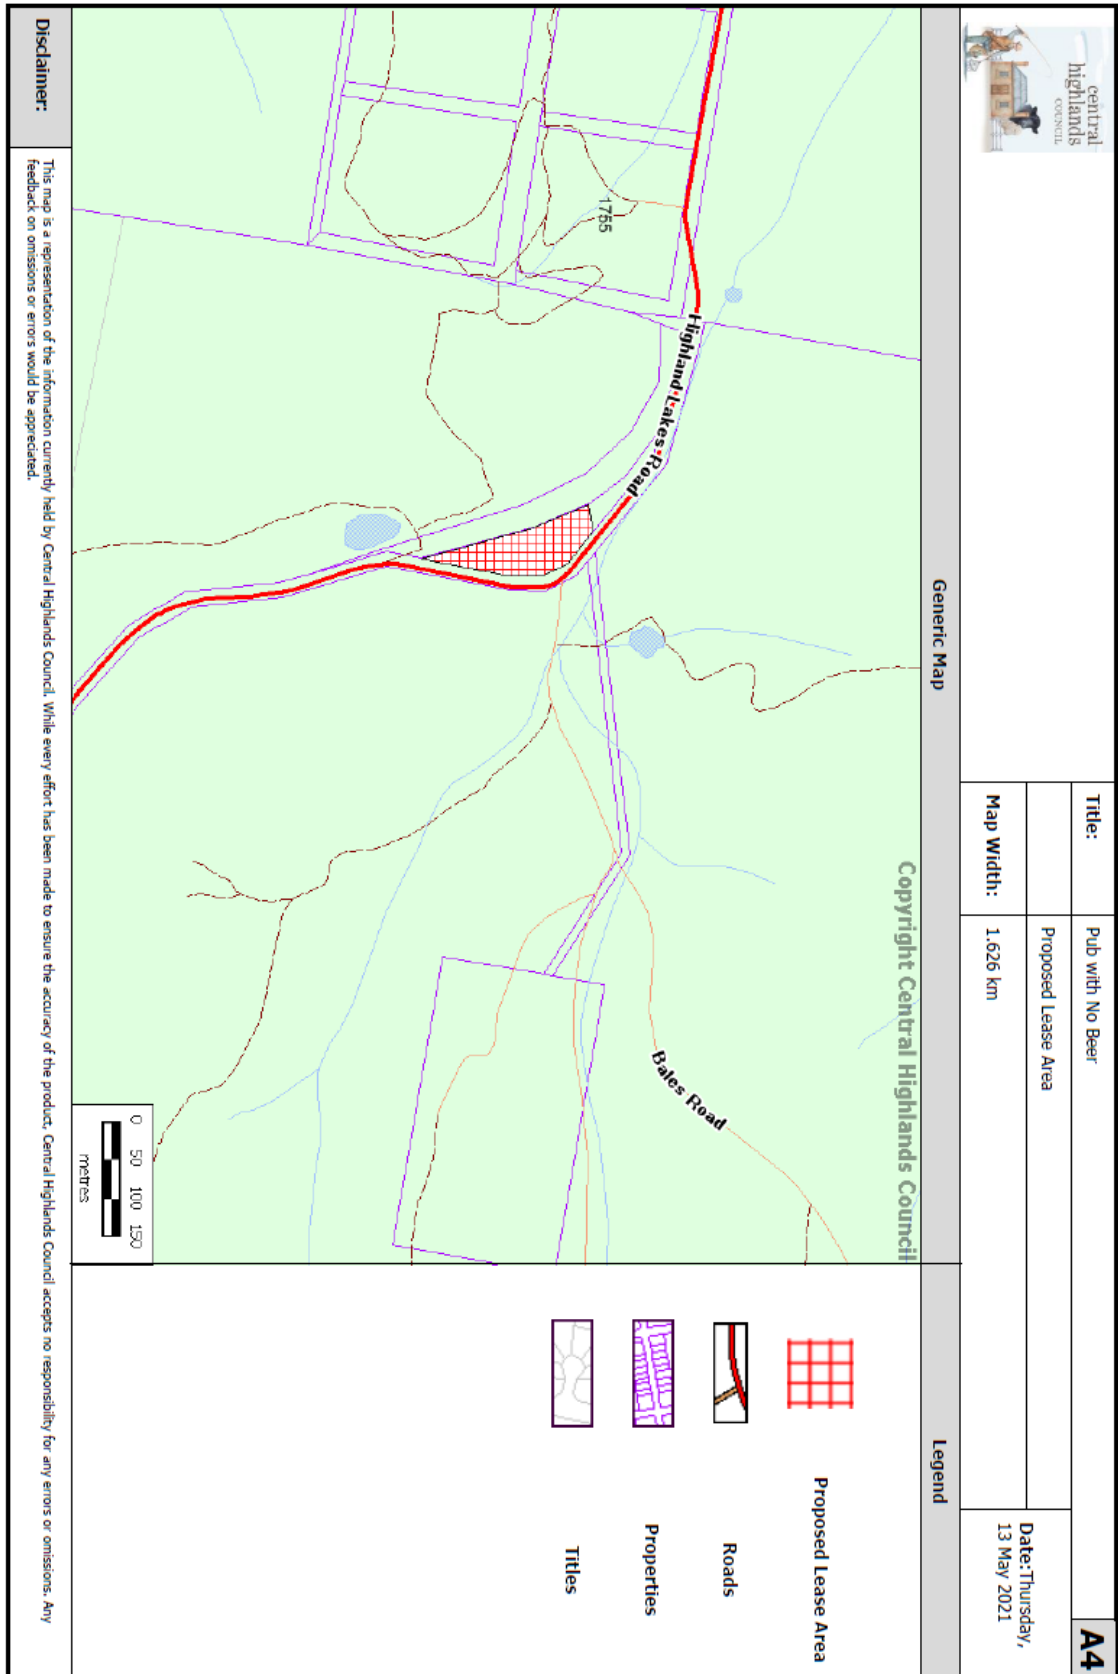 central
highlands
COUNCIL
Title:
Pub with No Beer
Proposed Lease Area
Map Width:
1.626 km
Date:Thursday,
13 May 2021
A4
Generic Map
Legend
Copyright Central Highlands Council
Highland Lakes Road
1755
Bales Road
0 50 100 150
metres
Proposed Lease Area
Roads
Properties
Titles
Disclaimer:
This map is a representation of the information currently held by Central Highlands Council. While every effort has been made to ensure the accuracy of the product, Central Highlands Council accepts no responsibility for any errors or omissions. Any
feedback on omissions or errors would be appreciated.